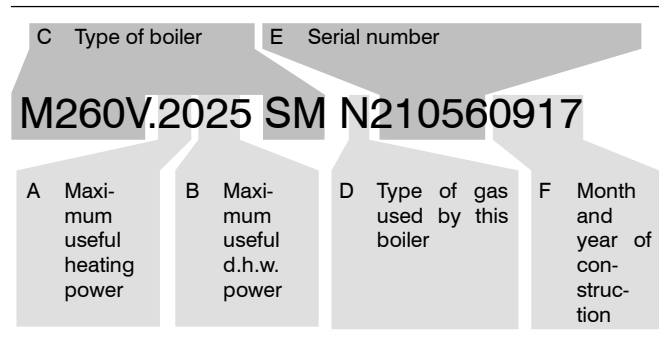 C Type of boiler E Serial number
M260V.2025 SM N210560917
A Maxi-
mum
useful
heating
power
B Maxi-
mum
useful
d.h.w.
power
D Type of gas
used by this
boiler
F Month
and
year of
con-
struc-
tion